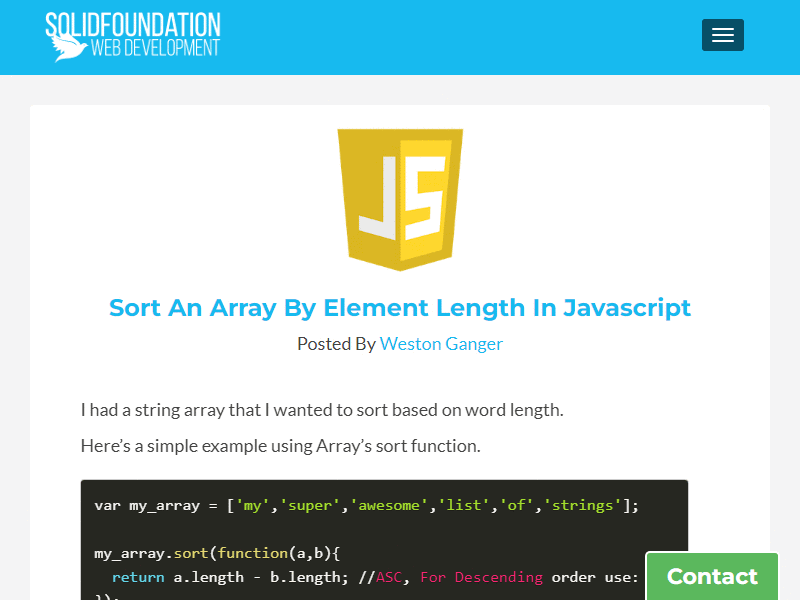 SOLIDFOUNDATION
WEB DEVELOPMENT
JS
Sort An Array By Element Length In Javascript
Posted By Weston Ganger
I had a string array that I wanted to sort based on word length.
Here’s a simple example using Array’s sort function.
var my_array = ['my','super','awesome','list','of','strings'];
my_array.sort(function(a,b){
return a.length - b.length; //ASC, For Descending order use:
});
Contact